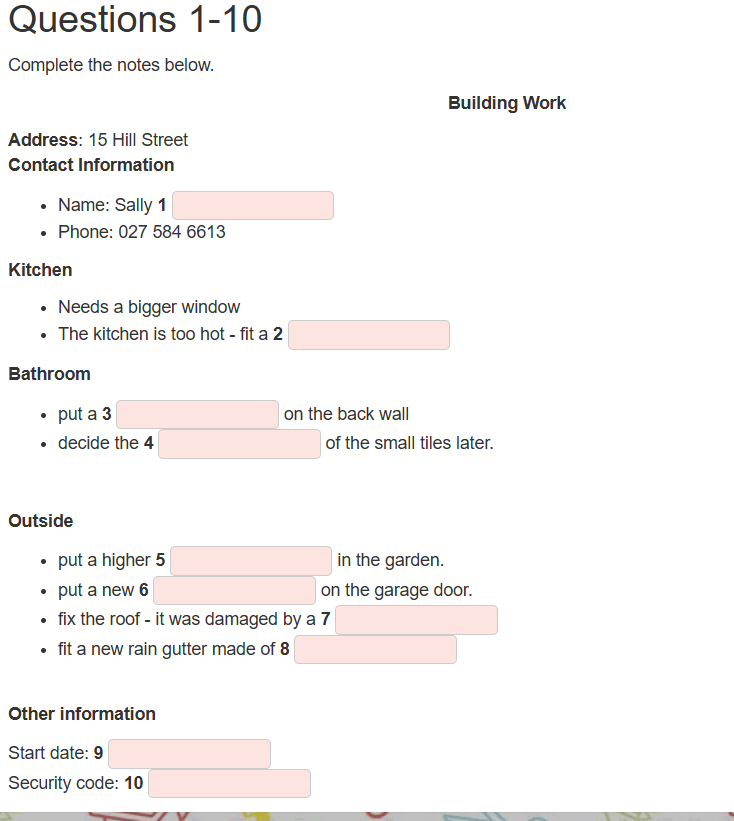 Questions 1-10
Complete the notes below.
Building Work
Address: 15 Hill Street
Contact Information
• Name: Sally 1
• Phone: 027 584 6613
Kitchen
• Needs a bigger window
• The kitchen is too hot - fit a 2
Bathroom
• put a 3 on the back wall
• decide the 4 of the small tiles later.
Outside
• put a higher 5 in the garden.
• put a new 6 on the garage door.
• fix the roof - it was damaged by a 7
• fit a new rain gutter made of 8
Other information
Start date: 9
Security code: 10